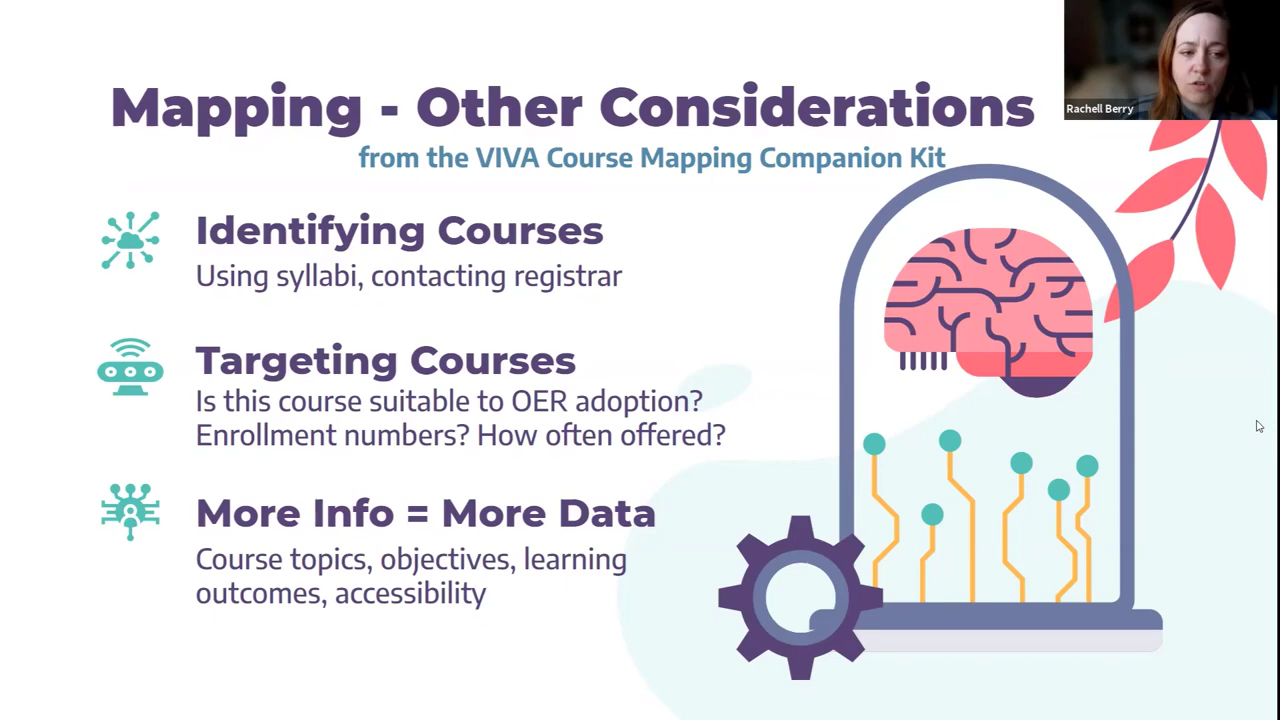 Mapping - Other Considerations
from the VIVA Course Mapping Companion Kit
Rachell Berry
Identifying Courses
Using syllabi, contacting registrar
Targeting Courses
Is this course suitable to OER adoption?
Enrollment numbers? How often offered?
More Info = More Data
Course topics, objectives, learning
outcomes, accessibility